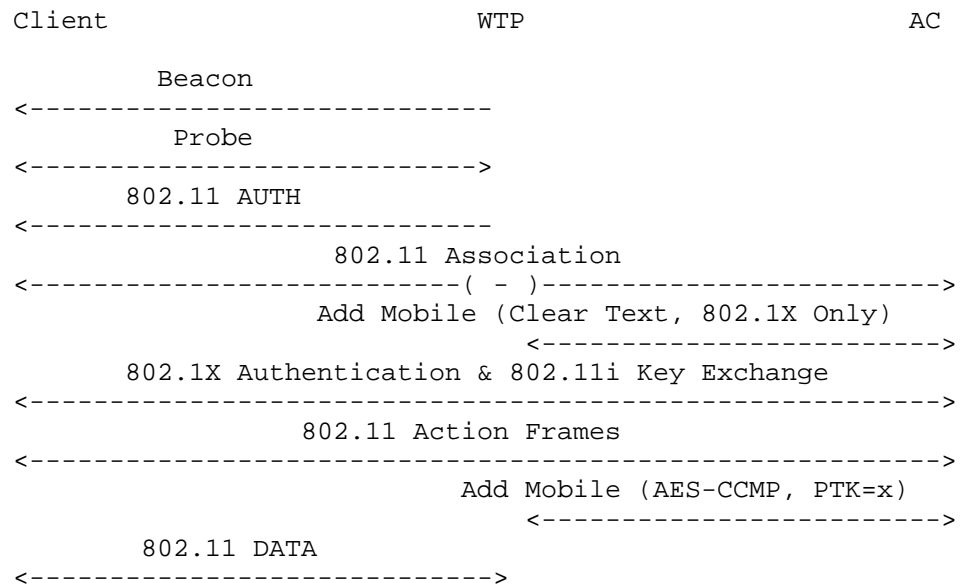 Client WTP AC
Beacon
<-----------------------------
Probe
<---------------------------->
802.11 AUTH
<-----------------------------
802.11 Association
<---------------------------( - )------------------------->
Add Mobile (Clear Text, 802.1X Only)
<------------------------->
802.1X Authentication & 802.11i Key Exchange
<--------------------------------------------------------->
802.11 Action Frames
<--------------------------------------------------------->
Add Mobile (AES-CCMP, PTK=x)
<------------------------->
802.11 DATA
<----------------------------->